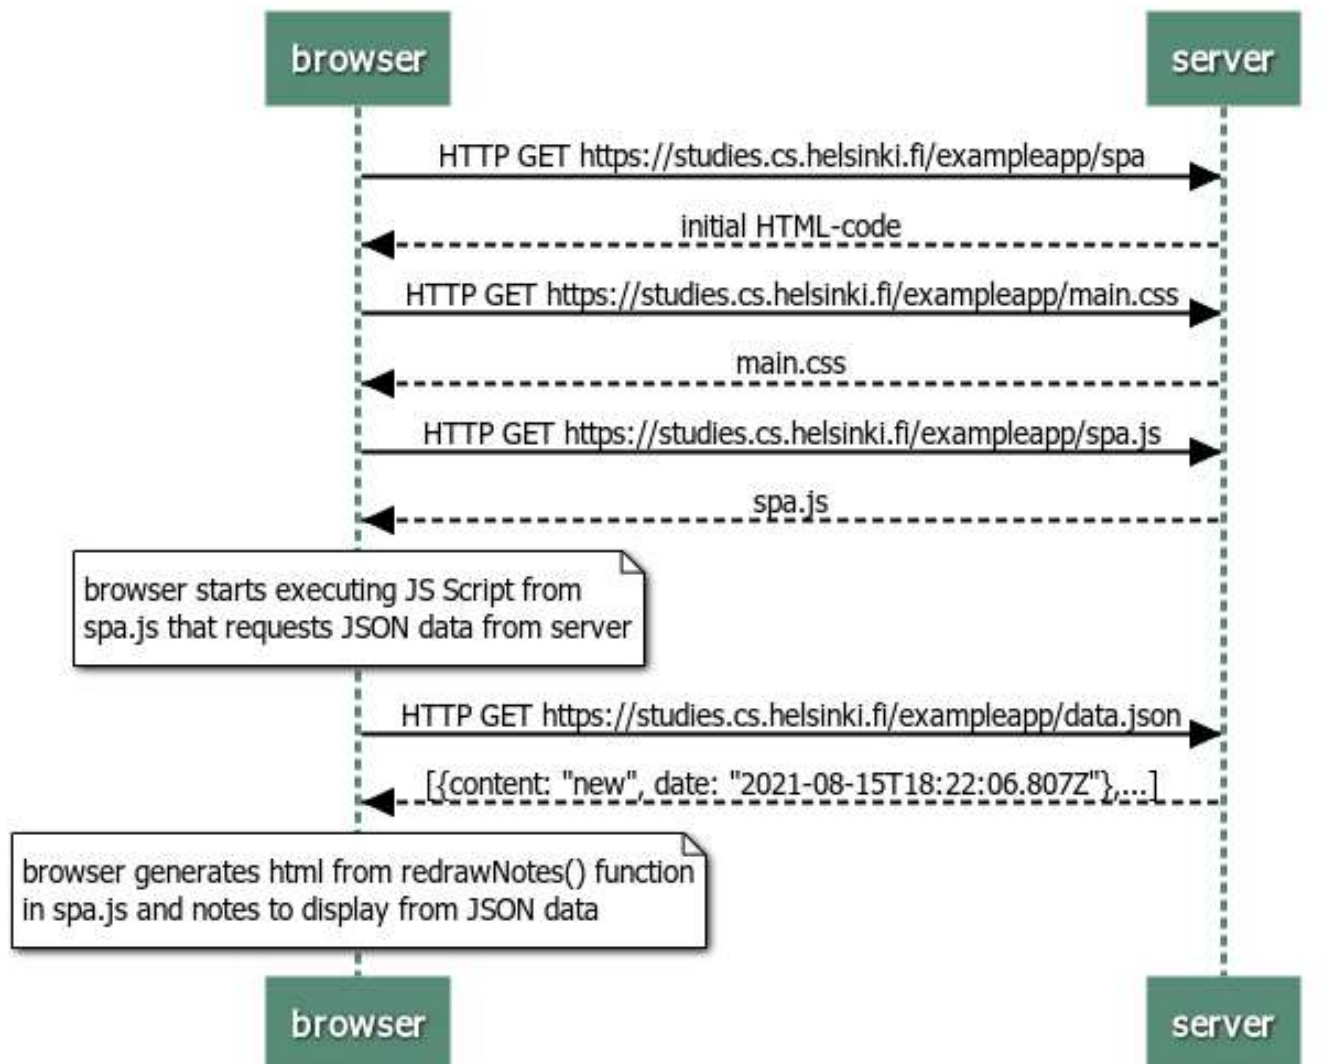 browser
server
HTTP GET https://studies.cs.helsinki.fi/exampleapp/spa
initial HTML-code
HTTP GET https://studies.cs.helsinki.fi/exampleapp/main.css
main.css
HTTP GET https://studies.cs.helsinki.fi/exampleapp/spa.js
spa.js
browser starts executing JS Script from
spa.js that requests JSON data from server
HTTP GET https://studies.cs.helsinki.fi/exampleapp/data.json
[{content: "new", date: "2021-08-15T18:22:06.807Z"},...]
browser generates html from redrawNotes() function
in spa.js and notes to display from JSON data
browser
server